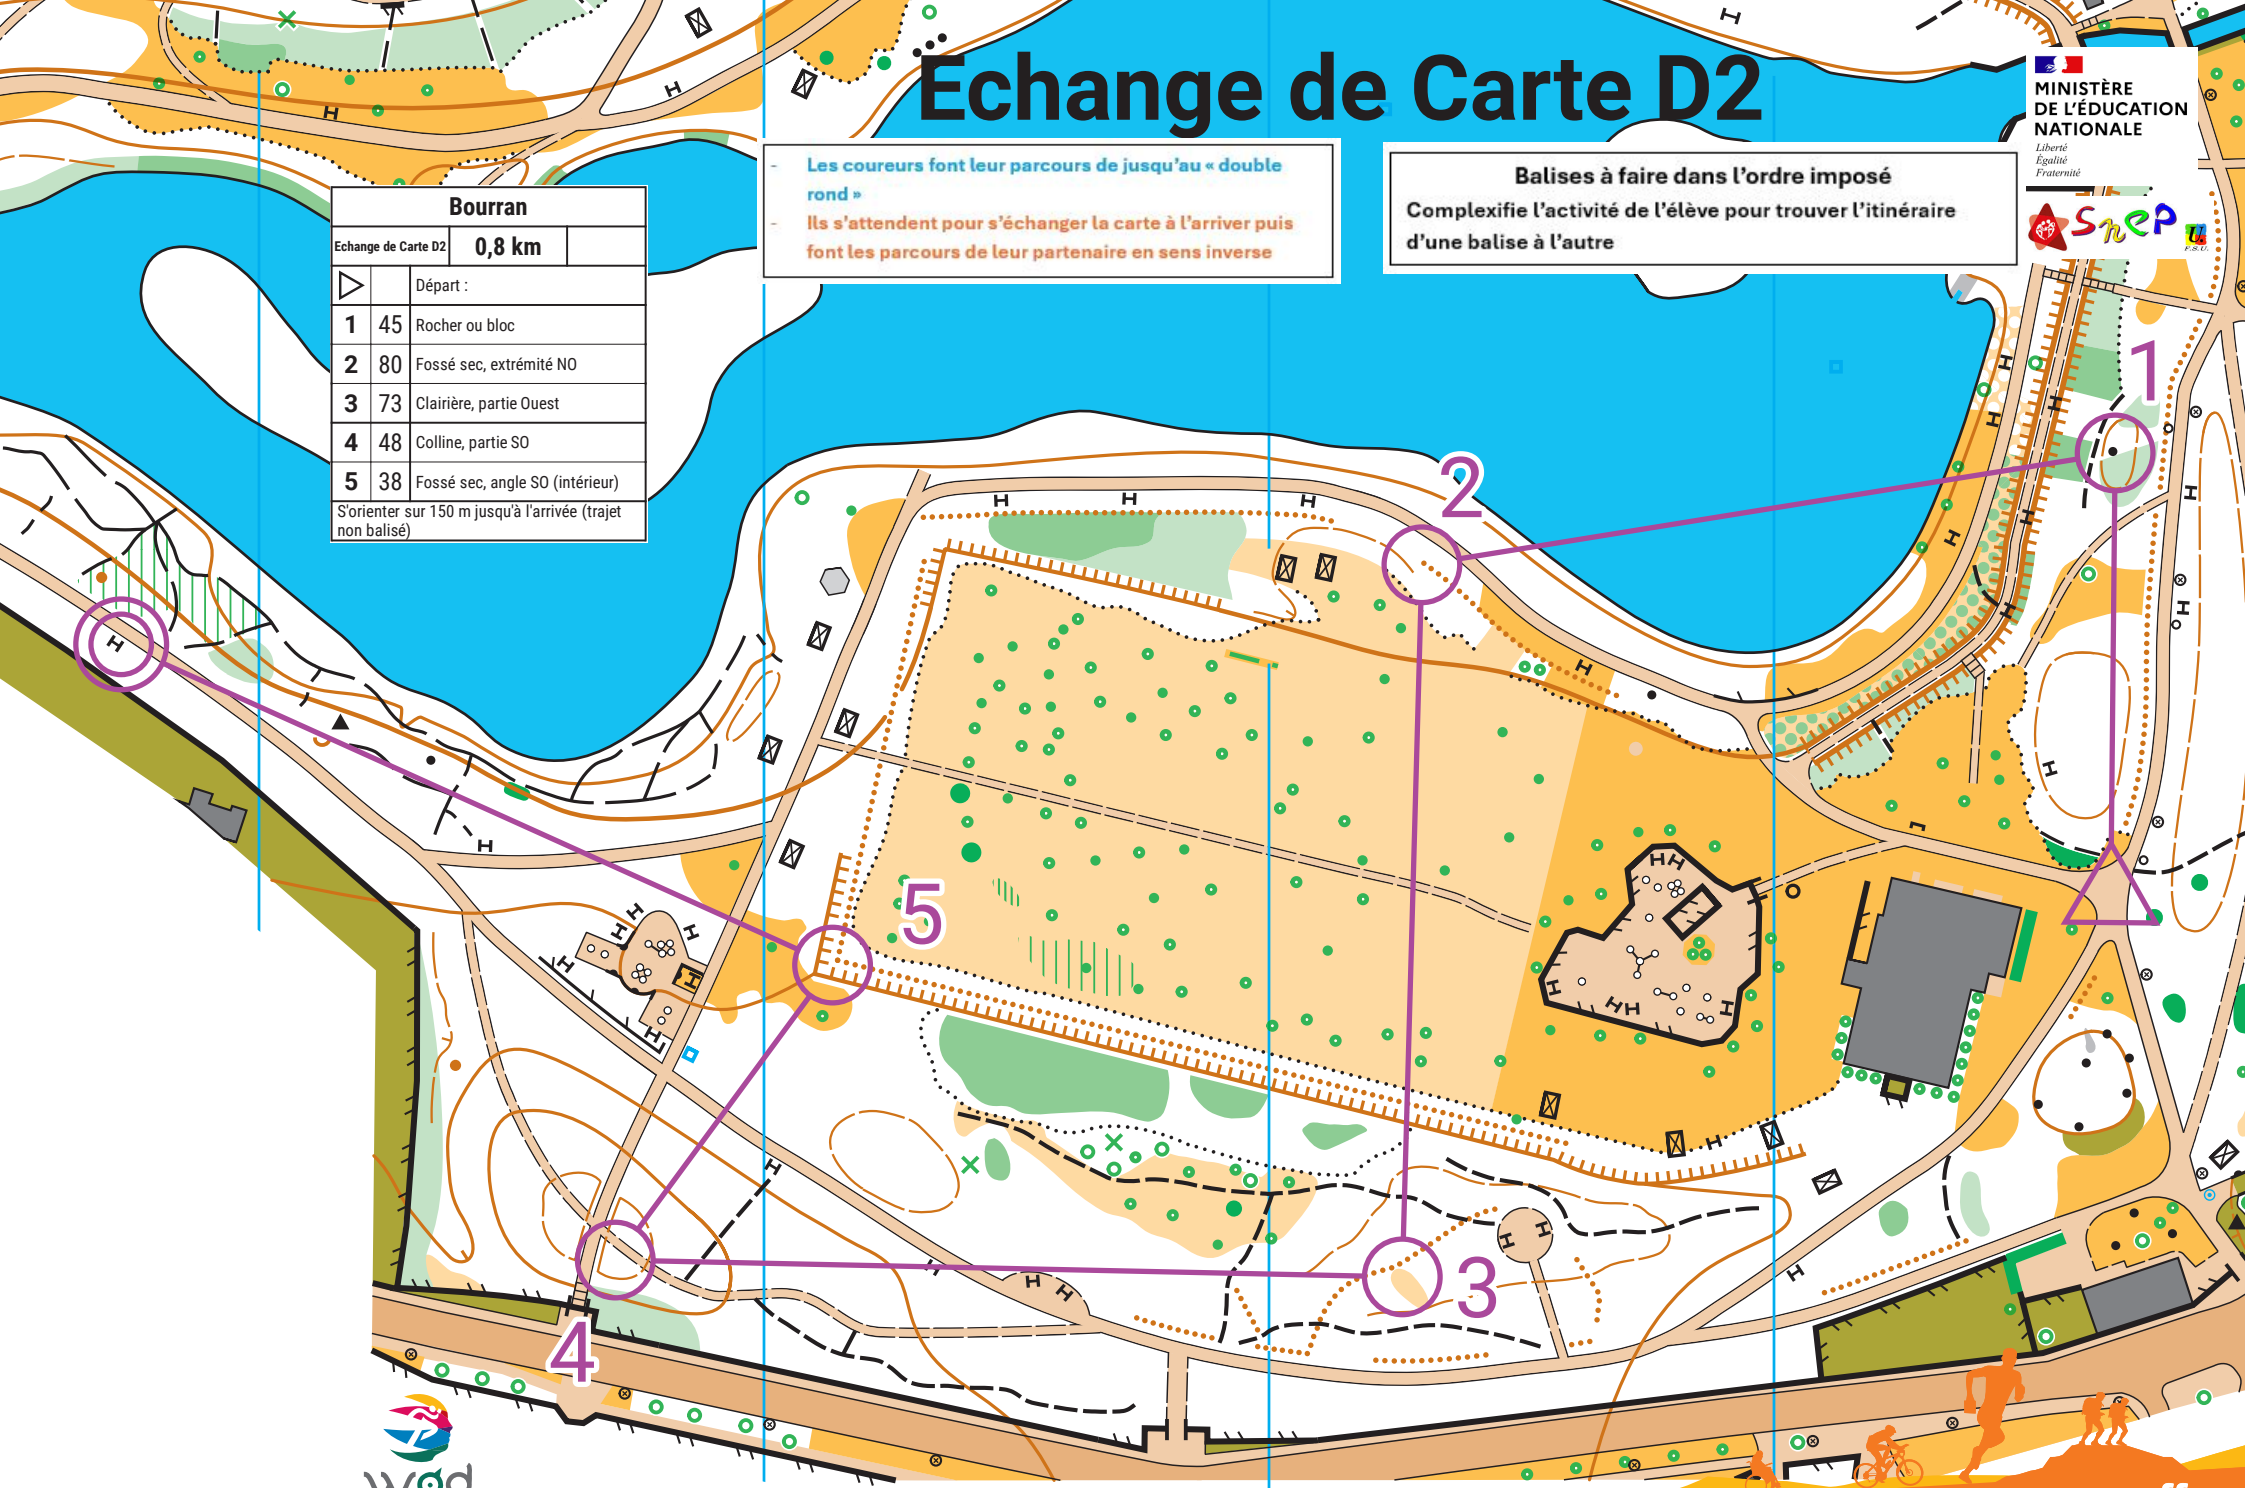 Echange de Carte D2
MINISTÈRE
DE L'ÉDUCATION
NATIONALE
Liberté
Égalité
Fraternité
- Les coureurs font leur parcours de jusqu'au « double
rond »
- Ils s'attendent pour s'échanger la carte à l'arriver puis
font les parcours de leur partenaire en sens inverse
Balises à faire dans l'ordre imposé
Complexifie l'activité de l'élève pour trouver l'itinéraire
d'une balise à l'autre
SNEP
F.S.U.
Bourran
Echange de Carte D2 0,8 km
Départ :
1 45 Rocher ou bloc
2 80 Fossé sec, extrémité NO
3 73 Clairière, partie Ouest
4 48 Colline, partie SO
5 38 Fossé sec, angle SO (intérieur)
S'orienter sur 150 m jusqu'à l'arrivée (trajet
non balisé)
1
2
5
3
4